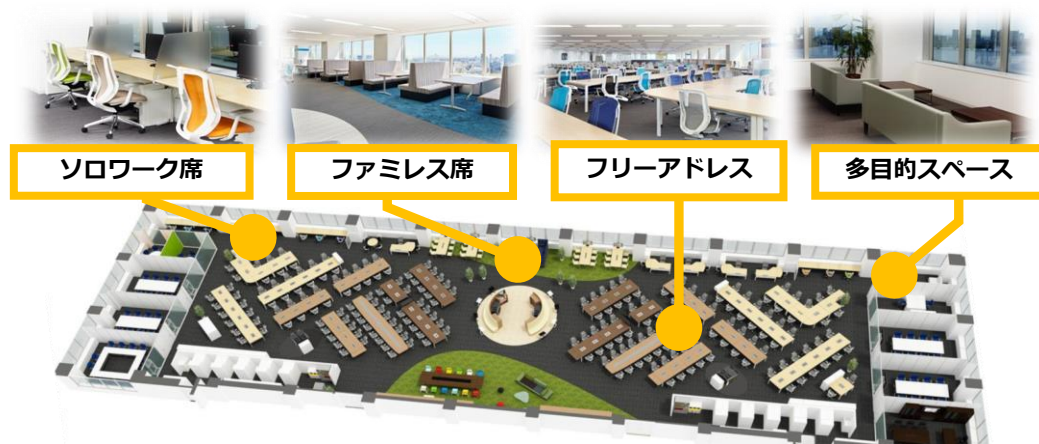 ソロワーク席
ファミレス席
フリーアドレス
多目的スペース